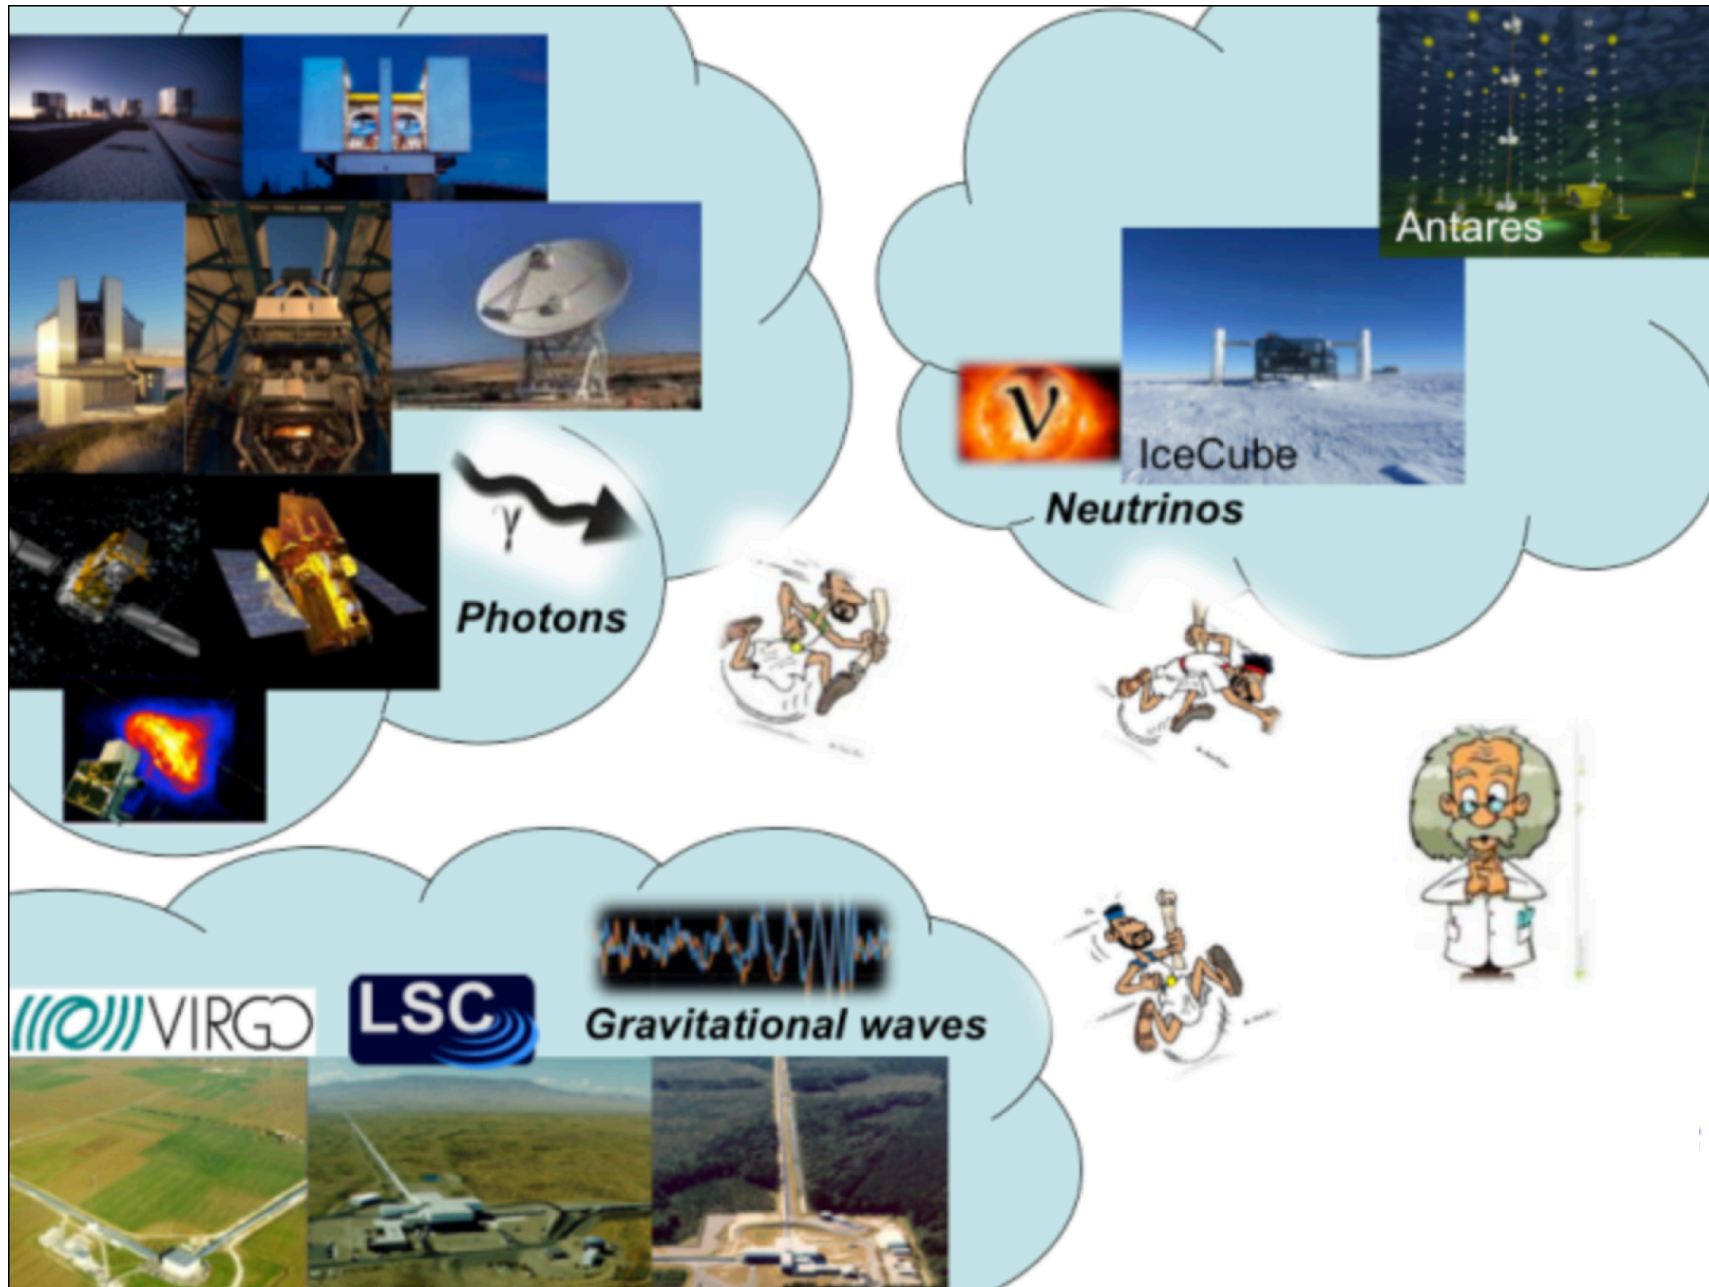 Antares
IceCube
ν
Neutrinos
γ
Photons
Gravitational waves
VIRGO
LSC